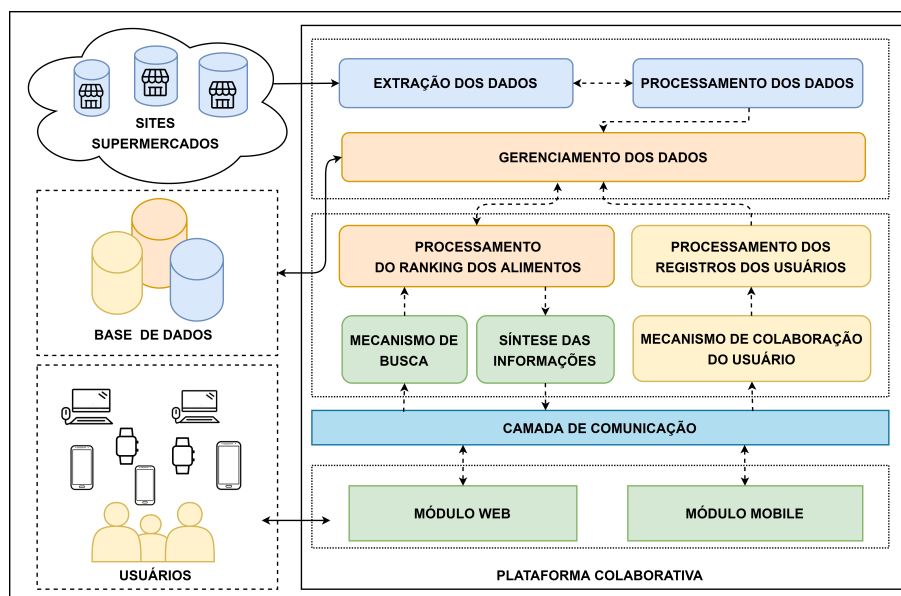 SITES
SUPERMERCADOS
EXTRAÇÃO DOS DADOS
PROCESSAMENTO DOS DADOS
GERENCIAMENTO DOS DADOS
BASE DE DADOS
PROCESSAMENTO
DO RANKING DOS ALIMENTOS
PROCESSAMENTO DOS
REGISTROS DOS USUÁRIOS
MECANISMO DE
BUSCA
SÍNTESE DAS
INFORMAÇÕES
MECANISMO DE COLABORAÇÃO
DO USUÁRIO
CAMADA DE COMUNICAÇÃO
MÓDULO WEB
MÓDULO MOBILE
USUÁRIOS
PLATAFORMA COLABORATIVA